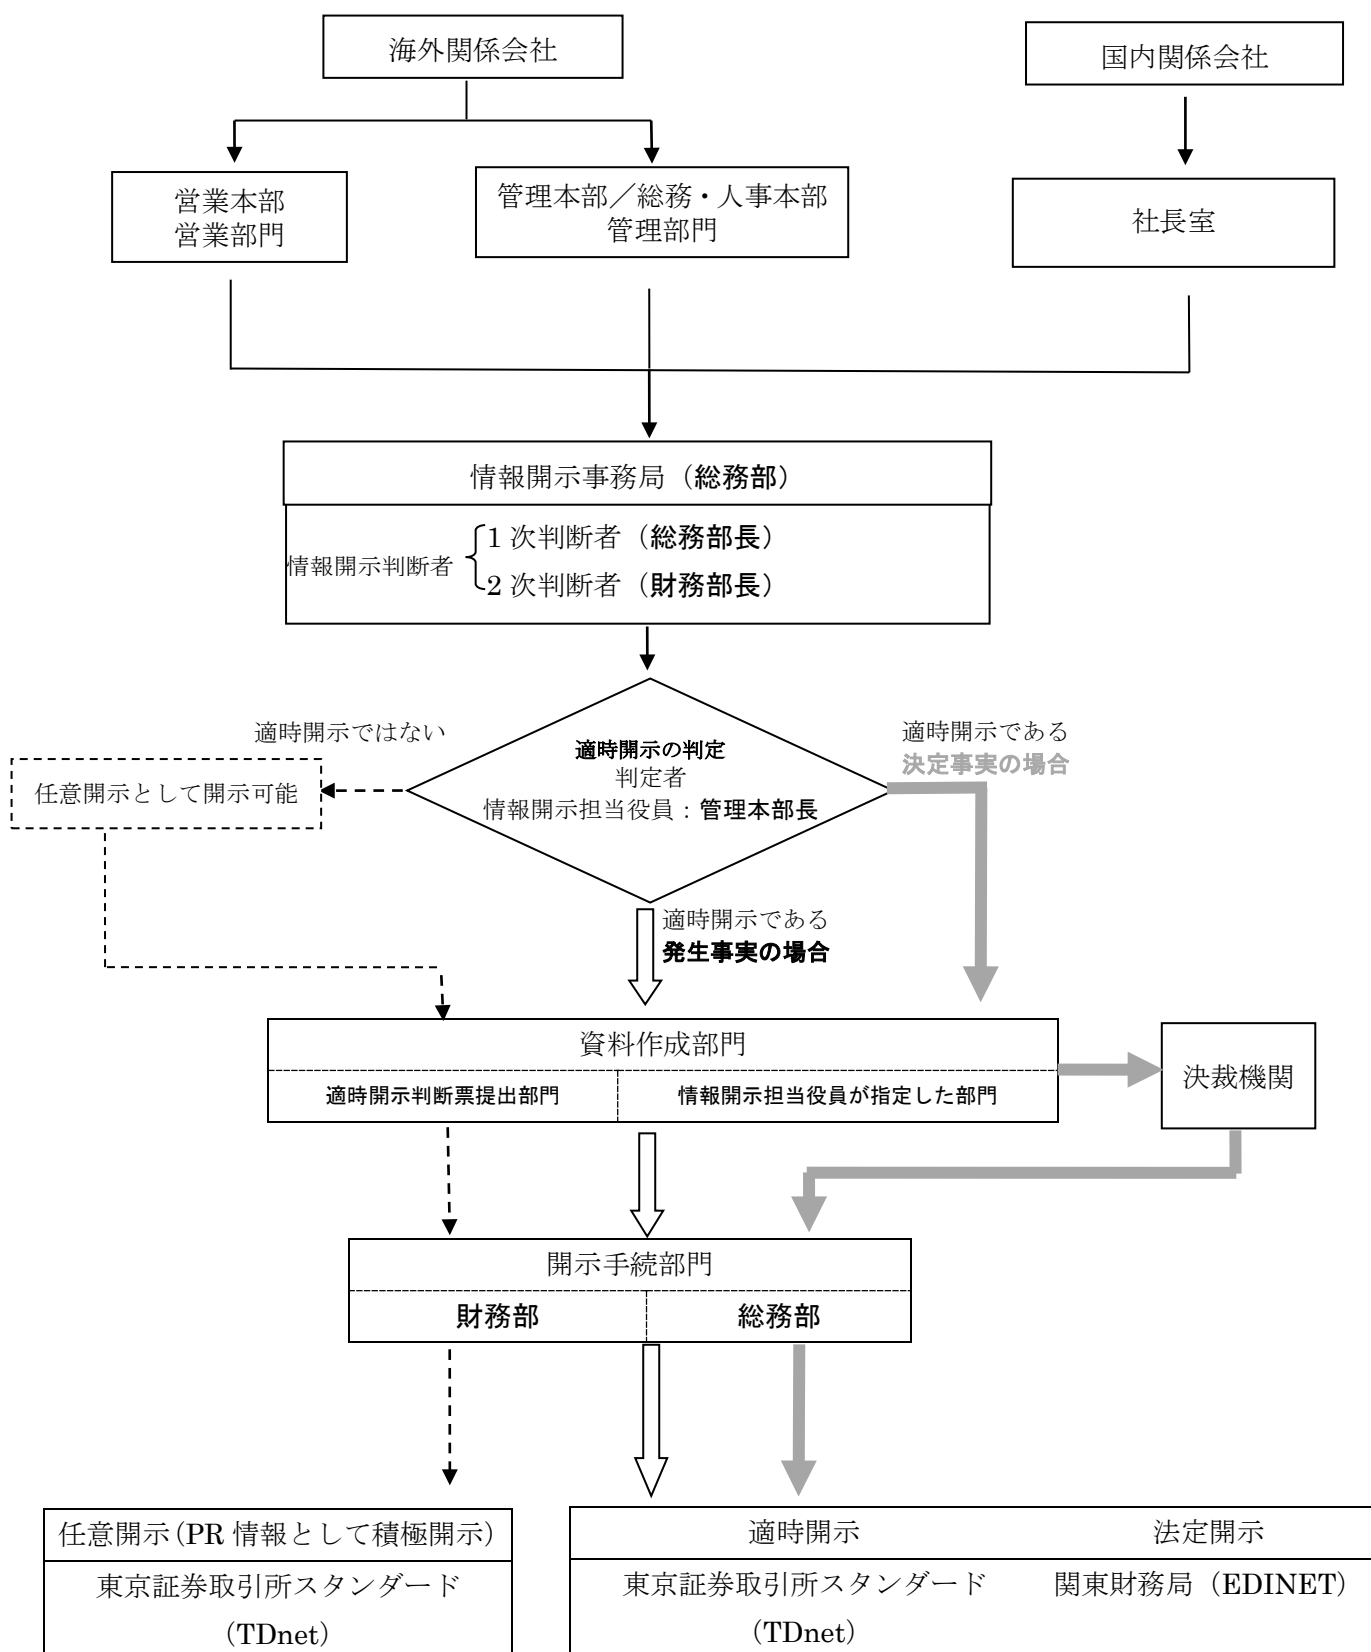 海外関係会社
国内関係会社
営業本部
営業部門
管理本部／総務・人事本部
管理部門
社長室
情報開示事務局（総務部）
情報開示判断者
1 次判断者（総務部長）
2 次判断者（財務部長）
適時開示ではない
適時開示の判定
判定者
情報開示担当役員：管理本部長
適時開示である
決定事実の場合
任意開示として開示可能
適時開示である
発生事実の場合
資料作成部門
適時開示判断票提出部門
情報開示担当役員が指定した部門
決裁機関
開示手続部門
財務部
総務部
任意開示（PR 情報として積極開示）
東京証券取引所スタンダード
（TDnet）
適時開示
法定開示
東京証券取引所スタンダード
関東財務局（EDINET）
（TDnet）